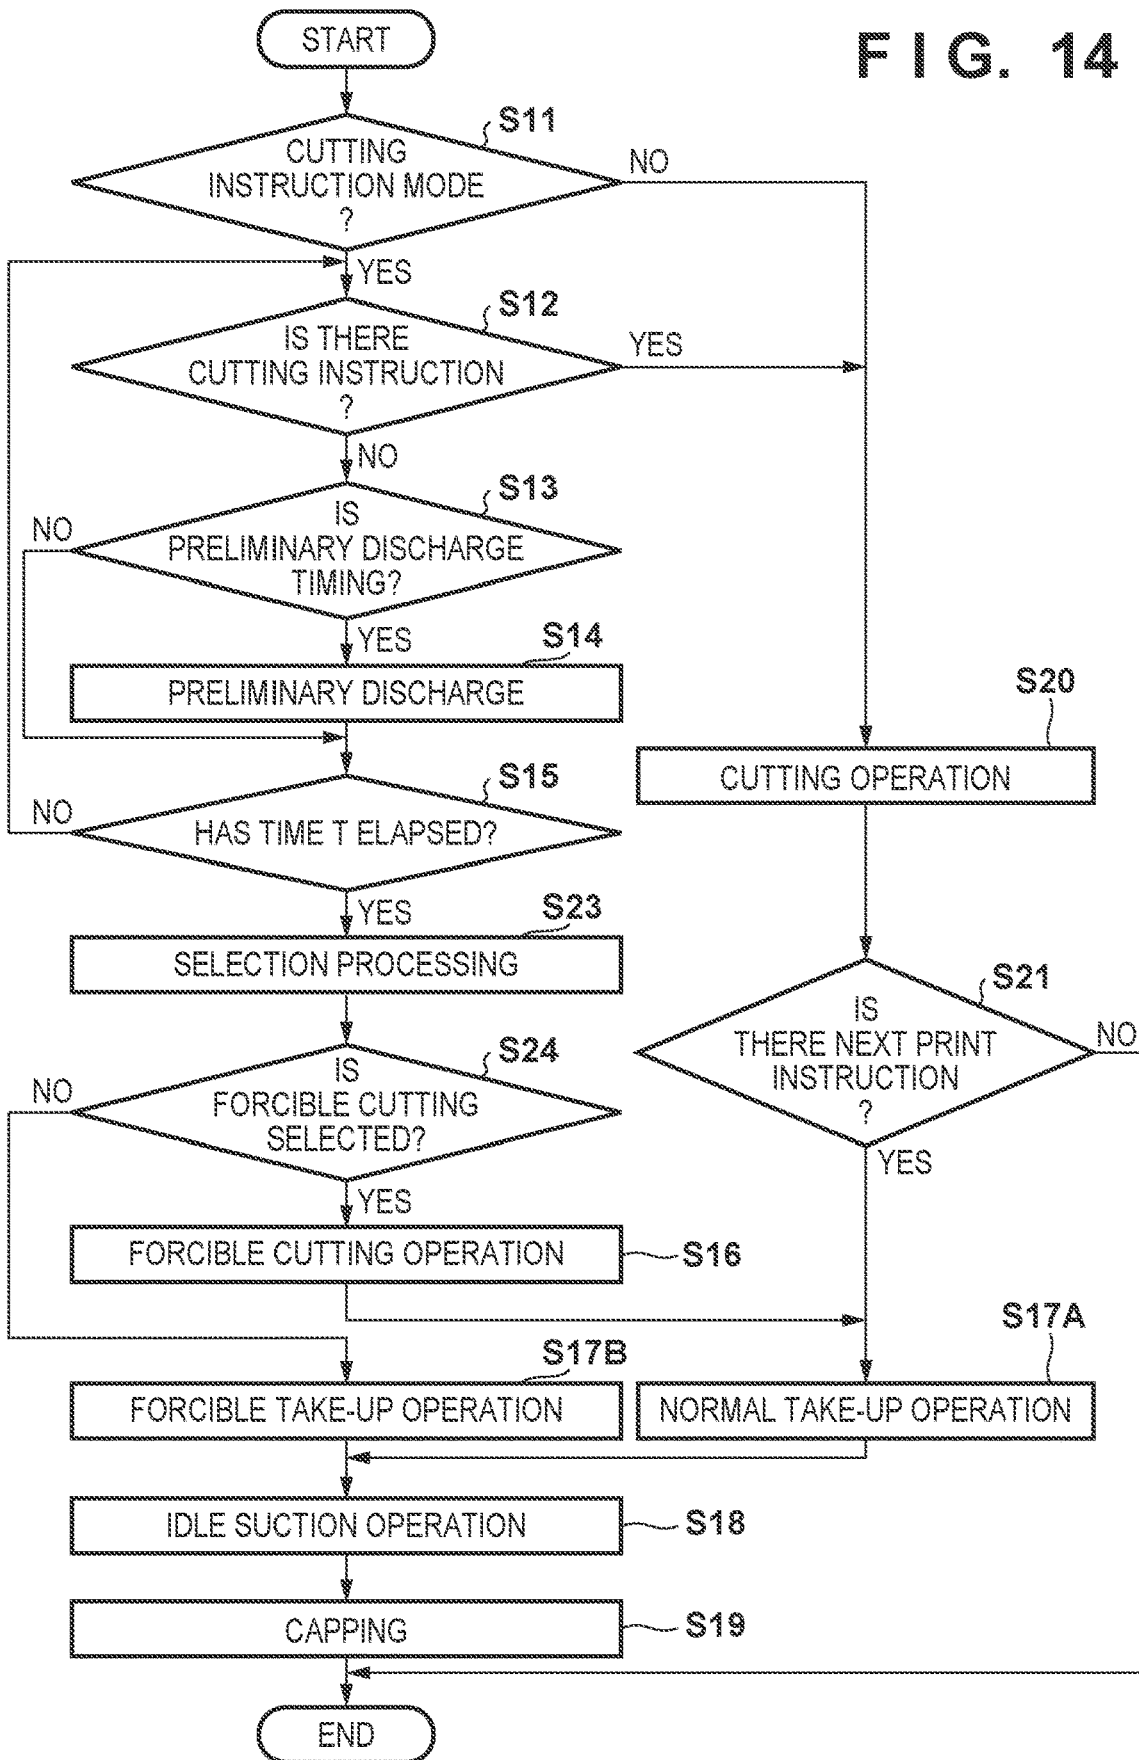 START
FIG. 14
S11
CUTTING
INSTRUCTION MODE
?
NO
YES
S12
IS THERE
CUTTING INSTRUCTION
?
YES
NO
S13
IS
PRELIMINARY DISCHARGE
TIMING?
NO
YES
S14
PRELIMINARY DISCHARGE
S20
CUTTING OPERATION
S15
HAS TIME T ELAPSED?
NO
YES
S23
SELECTION PROCESSING
S21
IS
THERE NEXT PRINT
INSTRUCTION
?
NO
YES
S24
IS
FORCIBLE CUTTING
SELECTED?
NO
YES
FORCIBLE CUTTING OPERATION
S16
S17B
FORCIBLE TAKE-UP OPERATION
S17A
NORMAL TAKE-UP OPERATION
IDLE SUCTION OPERATION
S18
CAPPING
S19
END